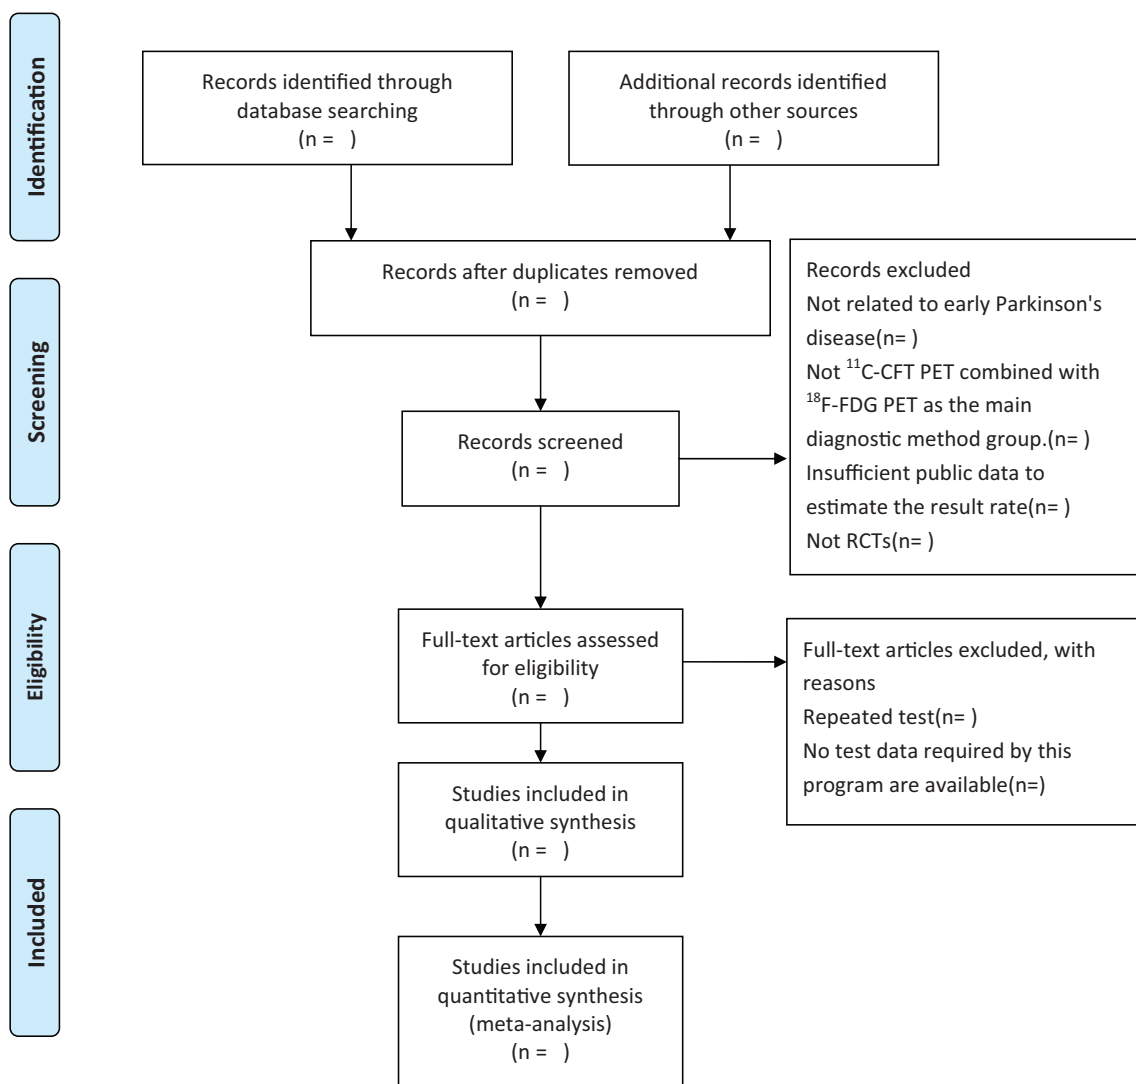 Identification
Records identified through
database searching
(n =   )
Additional records identified
through other sources
(n =   )
Records after duplicates removed
(n =   )
Screening
Records screened
(n =   )
Records excluded
Not related to early Parkinson's
disease(n= )
Not ¹¹C-CFT PET combined with
¹⁸F-FDG PET as the main
diagnostic method group.(n= )
Insufficient public data to
estimate the result rate(n= )
Not RCTs(n= )
Eligibility
Full-text articles assessed
for eligibility
(n =   )
Full-text articles excluded, with
reasons
Repeated test(n= )
No test data required by this
program are available(n=)
Studies included in
qualitative synthesis
(n =   )
Included
Studies included in
quantitative synthesis
(meta-analysis)
(n =   )